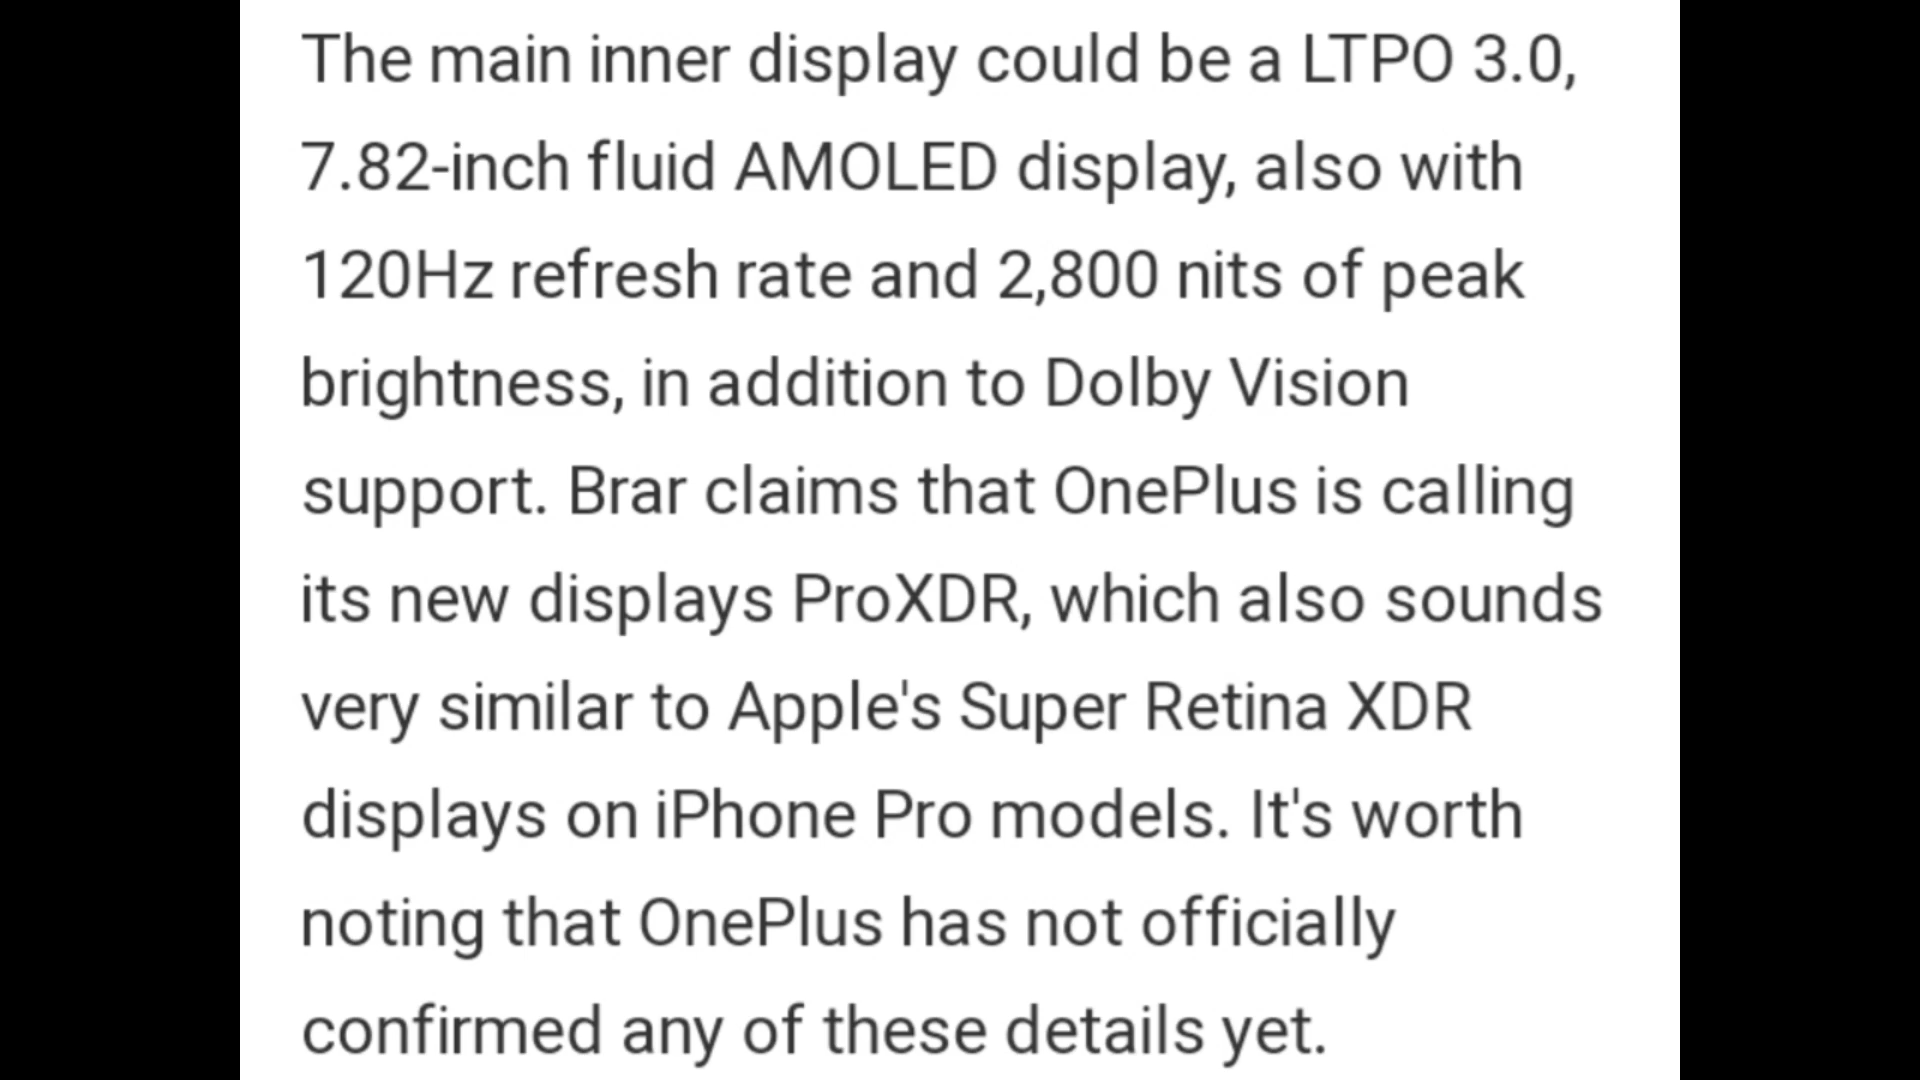 The main inner display could be a LTPO 3.0,
7.82-inch fluid AMOLED display, also with
120Hz refresh rate and 2,800 nits of peak
brightness, in addition to Dolby Vision
support. Brar claims that OnePlus is calling
its new displays ProXDR, which also sounds
very similar to Apple's Super Retina XDR
displays on iPhone Pro models. It's worth
noting that OnePlus has not officially
confirmed any of these details yet.